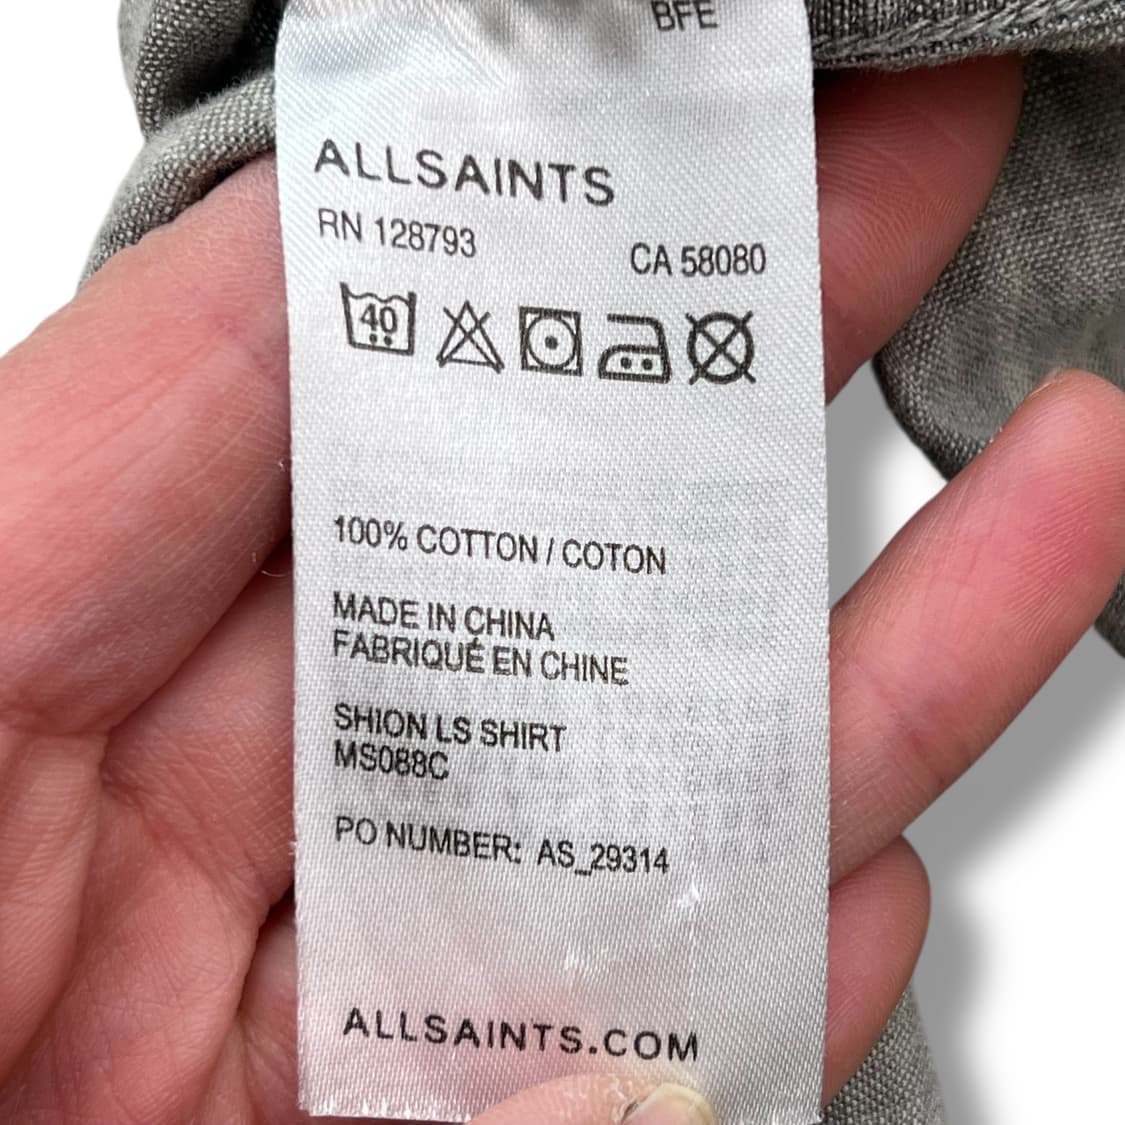 BFE
ALLSAINTS
RN 128793 CA 58080
40
100% COTTON / COTON
MADE IN CHINA
FABRIQUÉ EN CHINE
SHION LS SHIRT
MS088C
PO NUMBER: AS_29314
ALLSAINTS.COM